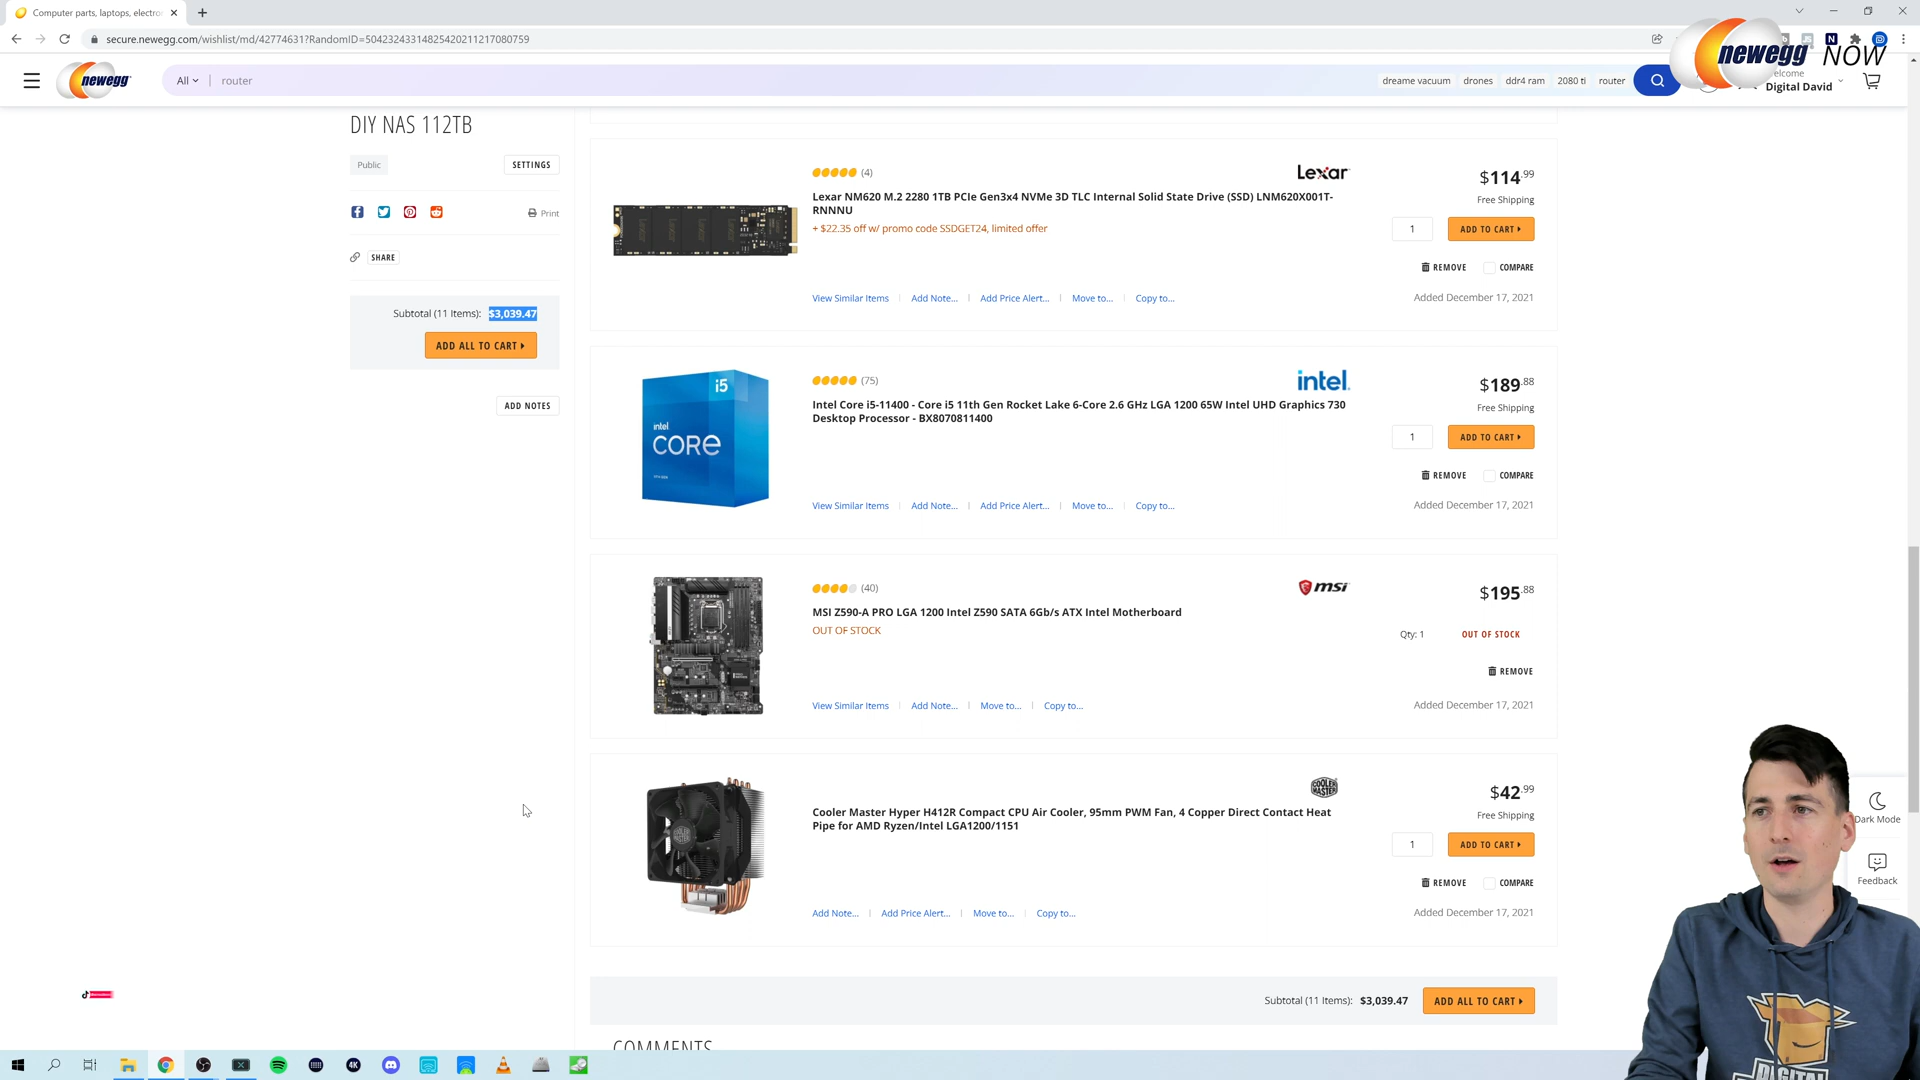 Computer parts, laptops, electro
secure.newegg.com/wishlist/md/42774631?RandomID=50423243314825420211217080759
newegg NOW
newegg
All
router
dreame vacuum
drones
ddr4 ram
2080 ti
router
elcome
Digital David
DIY NAS 112TB
Public
SETTINGS
Print
SHARE
Subtotal (11 Items): $3,039.47
ADD ALL TO CART
ADD NOTES
(4)
Lexar
Lexar NM620 M.2 2280 1TB PCIe Gen3x4 NVMe 3D TLC Internal Solid State Drive (SSD) LNM620X001T-
RNNNU
+ $22.35 off w/ promo code SSDGET24, limited offer
$114.99
Free Shipping
1
ADD TO CART
REMOVE
COMPARE
View Similar Items
Add Note...
Add Price Alert...
Move to...
Copy to...
Added December 17, 2021
i5
intel
CORE
(75)
intel.
Intel Core i5-11400 - Core i5 11th Gen Rocket Lake 6-Core 2.6 GHz LGA 1200 65W Intel UHD Graphics 730
Desktop Processor - BX8070811400
$189.88
Free Shipping
1
ADD TO CART
REMOVE
COMPARE
View Similar Items
Add Note...
Add Price Alert...
Move to...
Copy to...
Added December 17, 2021
(40)
msi
MSI Z590-A PRO LGA 1200 Intel Z590 SATA 6Gb/s ATX Intel Motherboard
OUT OF STOCK
$195.88
Qty: 1
OUT OF STOCK
REMOVE
View Similar Items
Add Note...
Move to...
Copy to...
Added December 17, 2021
COOLER
MASTER
Cooler Master Hyper H412R Compact CPU Air Cooler, 95mm PWM Fan, 4 Copper Direct Contact Heat
Pipe for AMD Ryzen/Intel LGA1200/1151
$42.99
Free Shipping
1
ADD TO CART
REMOVE
COMPARE
Add Note...
Add Price Alert...
Move to...
Copy to...
Added December 17, 2021
Dark Mode
Feedback
Subtotal (11 Items): $3,039.47
ADD ALL TO CART
COMMENTS
4K
DIGITAL